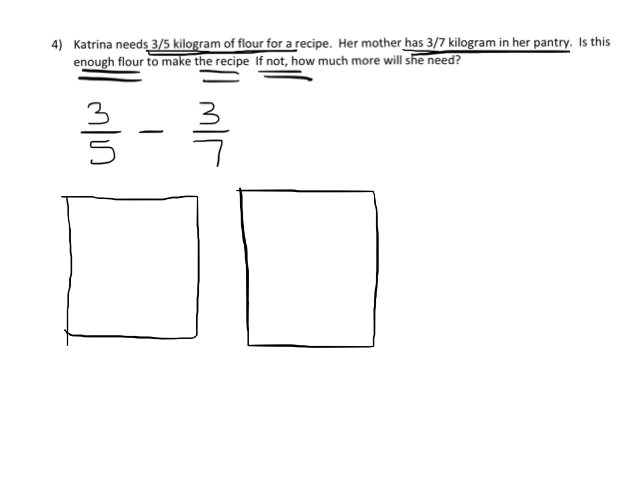 4) Katrina needs 3/5 kilogram of flour for a recipe. Her mother has 3/7 kilogram in her pantry. Is this
enough flour to make the recipe If not, how much more will she need?
3/5 - 3/7